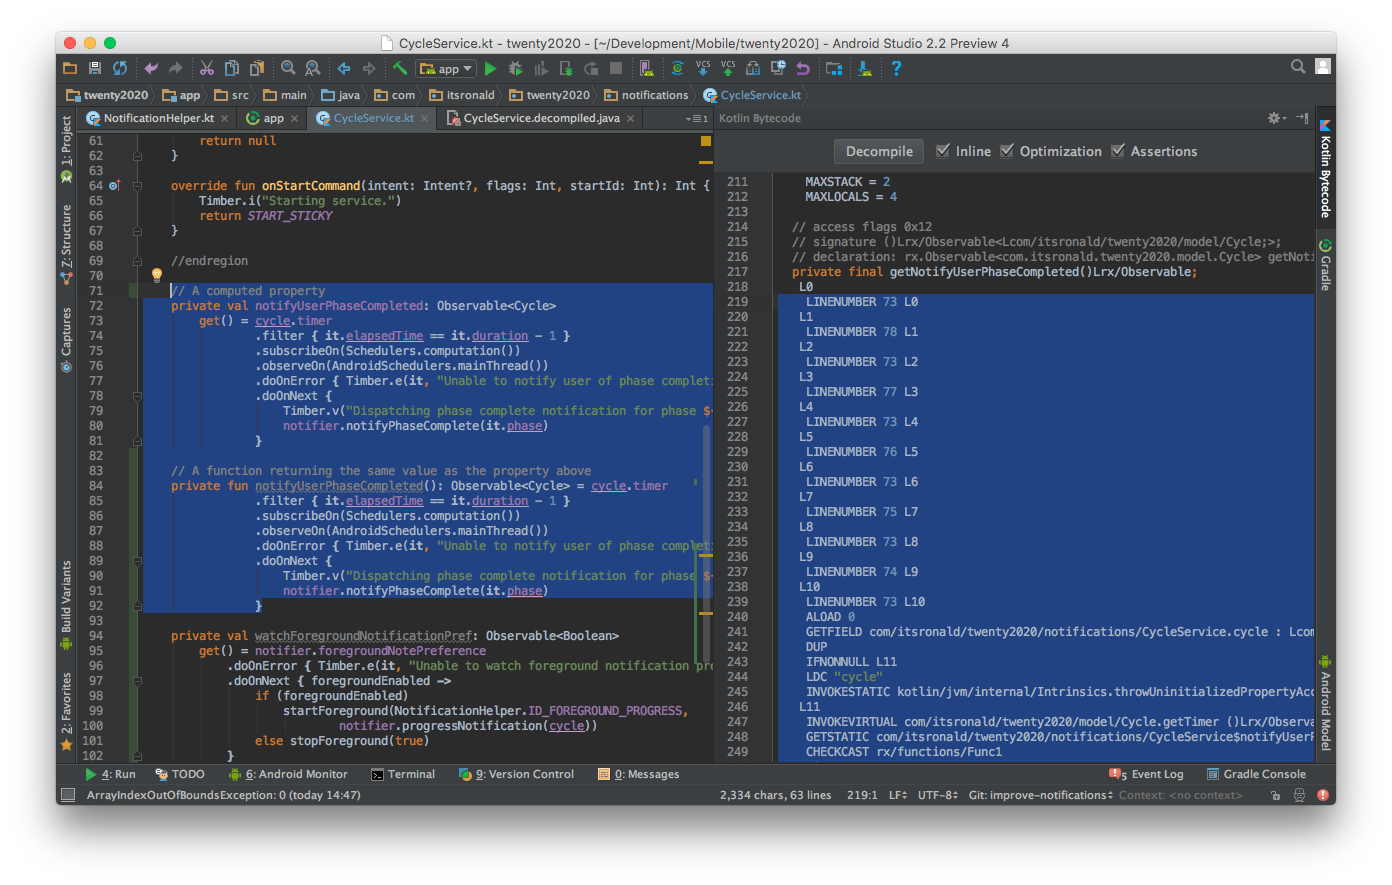 CycleService.kt - twenty2020 - [~/Development/Mobile/twenty2020] - Android Studio 2.2 Preview 4
app
VCS VCS
twenty2020 app src main java com itsronald twenty2020 notifications CycleService.kt
NotificationHelper.kt app CycleService.kt CycleService.decompiled.java 1 Kotlin Bytecode
1: Project
Z: Structure
Captures
Build Variants
2: Favorites
61 return null
62 }
63
64 override fun onStartCommand(intent: Intent?, flags: Int, startId: Int): Int {
65 Timber.i("Starting service.")
66 return START_STICKY
67 }
68
69 //endregion
70
71 // A computed property
72 private val notifyUserPhaseCompleted: Observable<Cycle>
73 get() = cycle.timer
74 .filter { it.elapsedTime == it.duration - 1 }
75 .subscribeOn(Schedulers.computation())
76 .observeOn(AndroidSchedulers.mainThread())
77 .doOnError { Timber.e(it, "Unable to notify user of phase completi
78 .doOnNext {
79 Timber.v("Dispatching phase complete notification for phase $
80 notifier.notifyPhaseComplete(it.phase)
81 }
82
83 // A function returning the same value as the property above
84 private fun notifyUserPhaseCompleted(): Observable<Cycle> = cycle.timer
85 .filter { it.elapsedTime == it.duration - 1 }
86 .subscribeOn(Schedulers.computation())
87 .observeOn(AndroidSchedulers.mainThread())
88 .doOnError { Timber.e(it, "Unable to notify user of phase completi
89 .doOnNext {
90 Timber.v("Dispatching phase complete notification for phase $
91 notifier.notifyPhaseComplete(it.phase)
92 }
93
94 private val watchForegroundNotificationPref: Observable<Boolean>
95 get() = notifier.foregroundNotePreference
96 .doOnError { Timber.e(it, "Unable to watch foreground notification pre
97 .doOnNext { foregroundEnabled ->
98 if (foregroundEnabled)
99 startForeground(NotificationHelper.ID_FOREGROUND_PROGRESS,
100 notifier.progressNotification(cycle))
101 else stopForeground(true)
102 }
Decompile Inline Optimization Assertions
211 MAXSTACK = 2
212 MAXLOCALS = 4
213
214 // access flags 0x12
215 // signature ()Lrx/Observable<Lcom/itsronald/twenty2020/model/Cycle;>;
216 // declaration: rx.Observable<com.itsronald.twenty2020.model.Cycle> getNoti
217 private final getNotifyUserPhaseCompleted()Lrx/Observable;
218 L0
219 LINENUMBER 73 L0
220 L1
221 LINENUMBER 78 L1
222 L2
223 LINENUMBER 73 L2
224 L3
225 LINENUMBER 77 L3
226 L4
227 LINENUMBER 73 L4
228 L5
229 LINENUMBER 76 L5
230 L6
231 LINENUMBER 73 L6
232 L7
233 LINENUMBER 75 L7
234 L8
235 LINENUMBER 73 L8
236 L9
237 LINENUMBER 74 L9
238 L10
239 LINENUMBER 73 L10
240 ALOAD 0
241 GETFIELD com/itsronald/twenty2020/notifications/CycleService.cycle : Lcom
242 DUP
243 IFNONNULL L11
244 LDC "cycle"
245 INVOKESTATIC kotlin/jvm/internal/Intrinsics.throwUninitializedPropertyAcc
246 L11
247 INVOKEVIRTUAL com/itsronald/twenty2020/model/Cycle.getTimer ()Lrx/Observa
248 GETSTATIC com/itsronald/twenty2020/notifications/CycleService$notifyUserP
249 CHECKCAST rx/functions/Func1
Kotlin Bytecode
Gradle
Android Model
4: Run TODO 6: Android Monitor Terminal 9: Version Control 0: Messages 5 Event Log Gradle Console
ArrayIndexOutOfBoundsException: 0 (today 14:47) 2,334 chars, 63 lines 219:1 LF UTF-8 Git: improve-notifications Context: <no context>